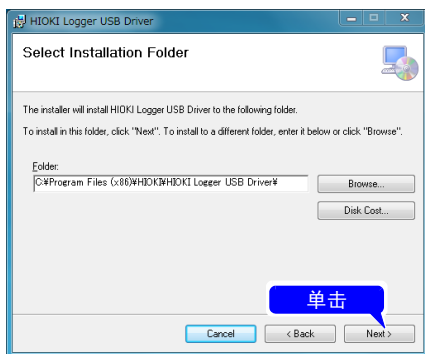 HIOKI Logger USB Driver
Select Installation Folder
The installer will install HIOKI Logger USB Driver to the following folder.
To install in this folder, click "Next". To install to a different folder, enter it below or click "Browse".
Folder:
C:¥Program Files (x86)¥HIOKI¥HIOKI Logger USB Driver¥
Browse...
Disk Cost...
单击
Cancel
< Back
Next >